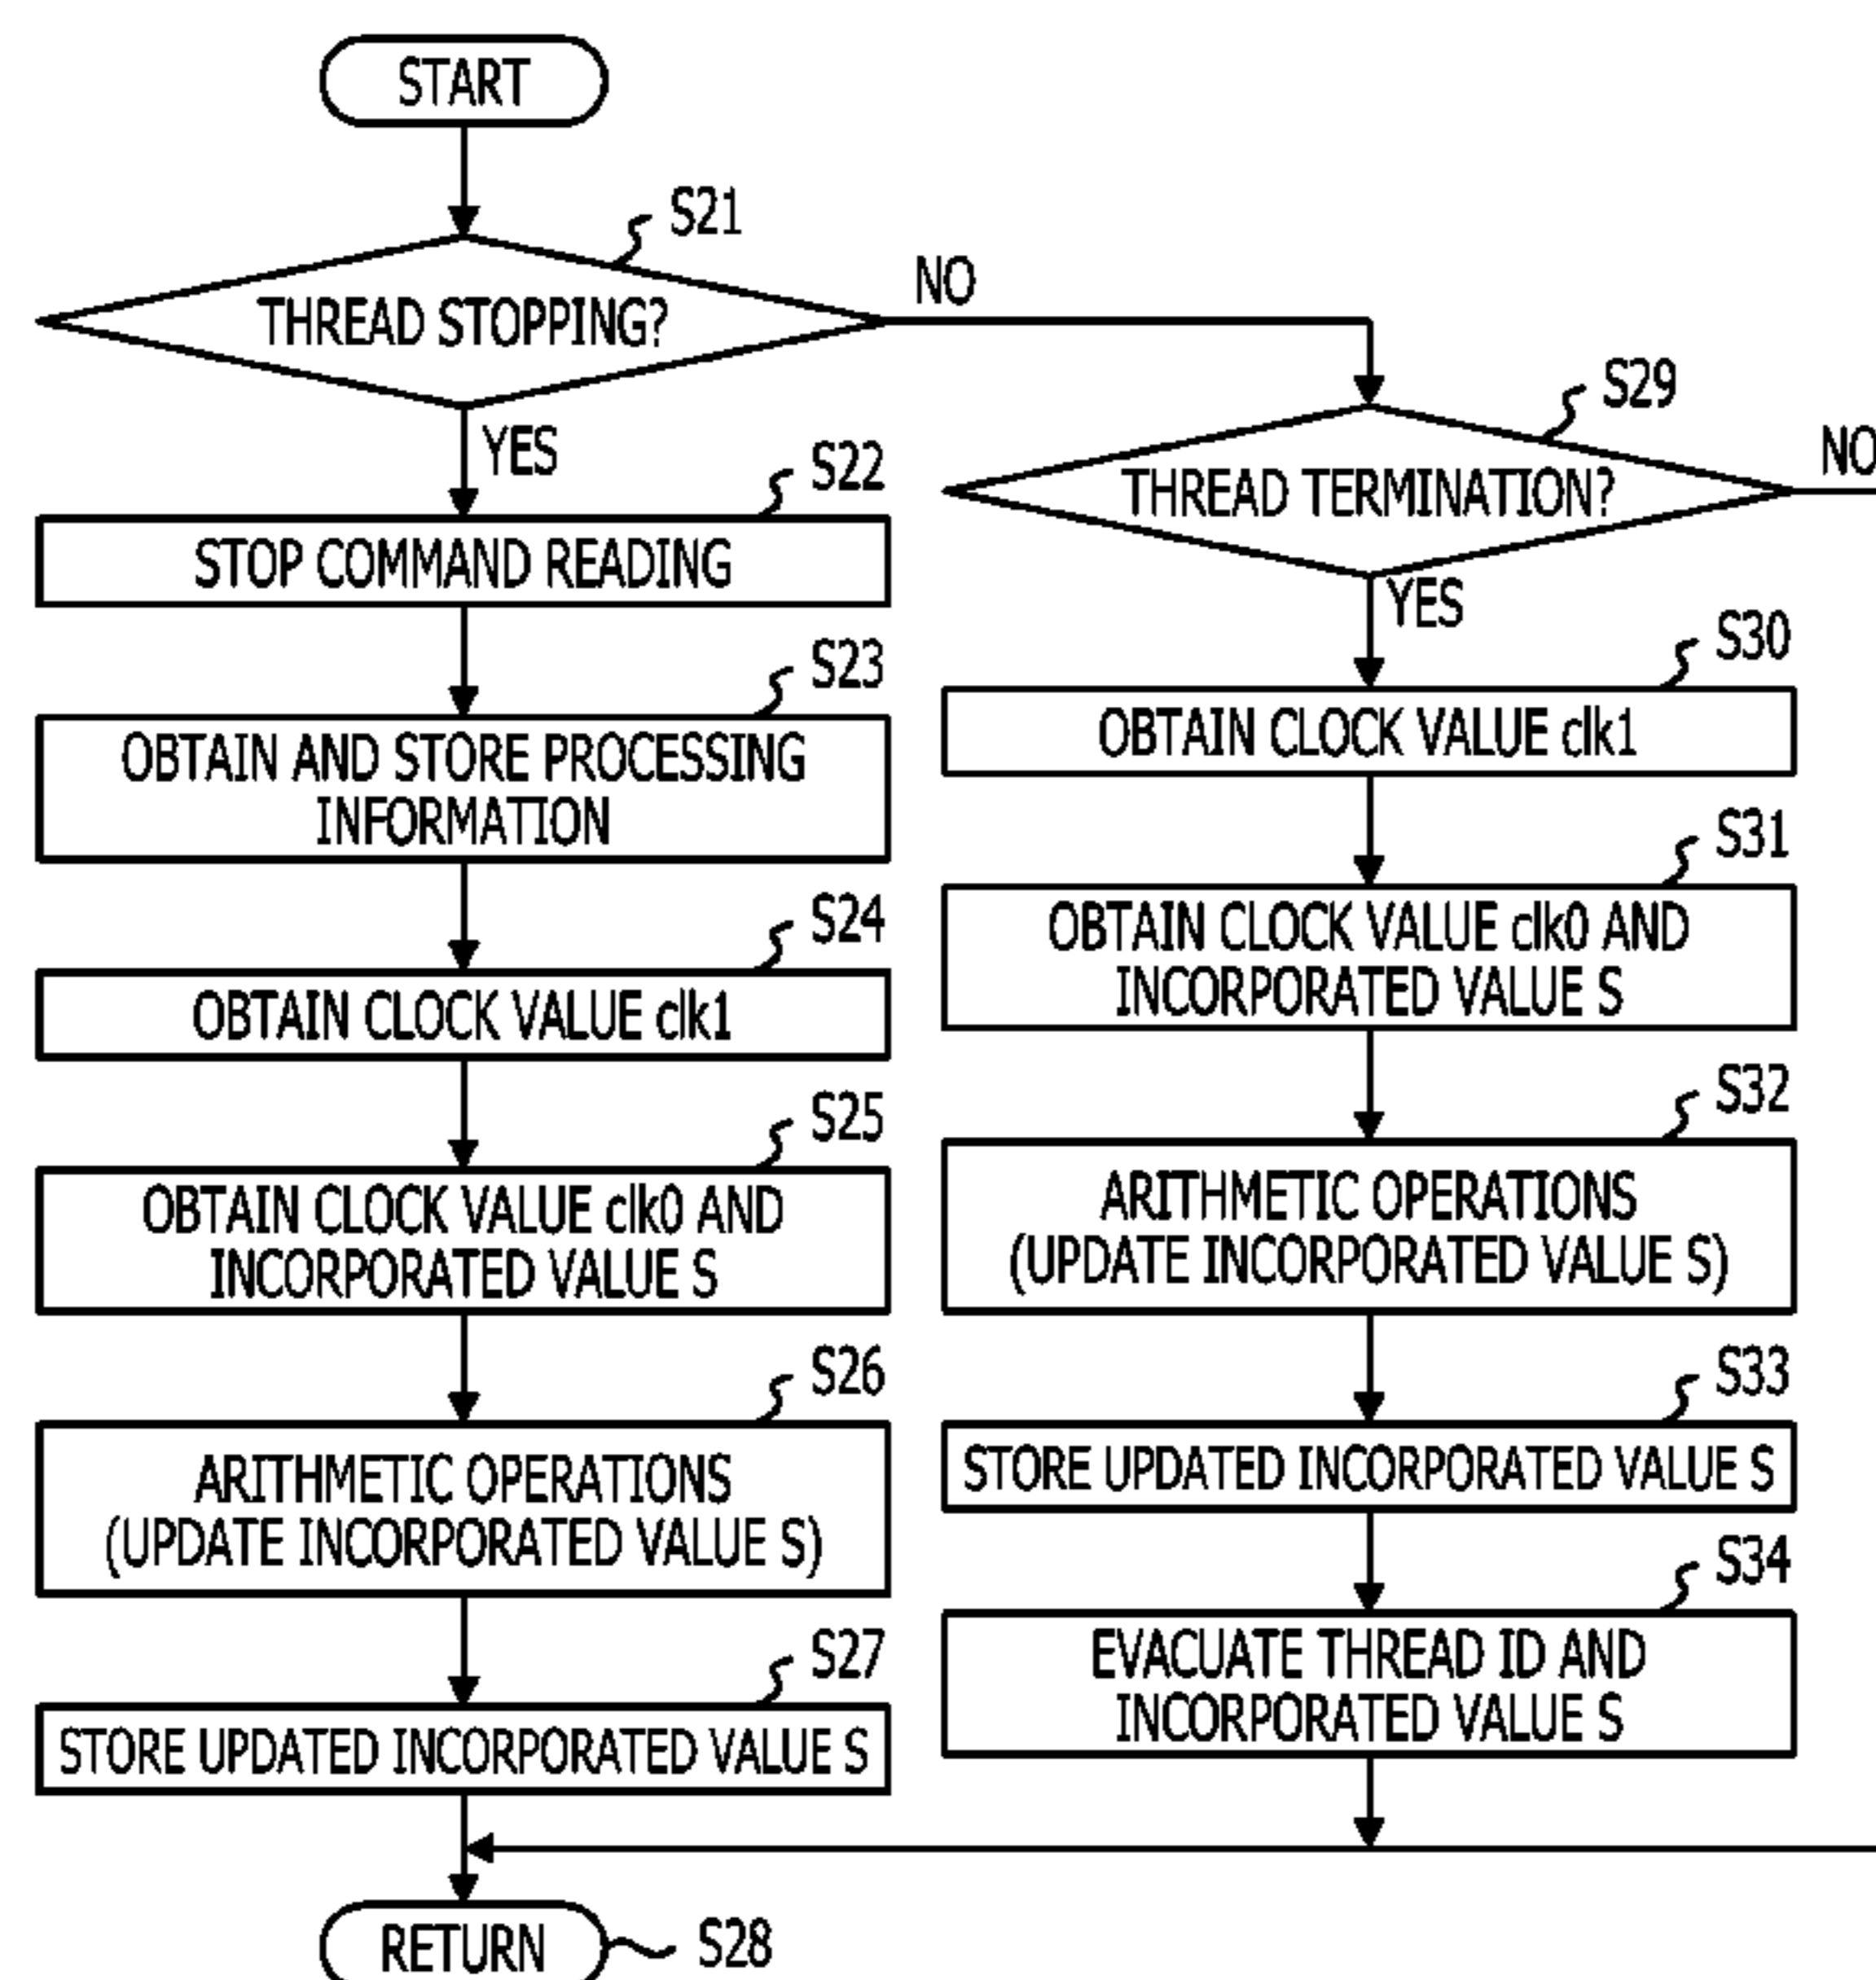 START
S21
THREAD STOPPING?
NO
YES
S22
STOP COMMAND READING
S23
OBTAIN AND STORE PROCESSING
INFORMATION
S24
OBTAIN CLOCK VALUE clk1
S25
OBTAIN CLOCK VALUE clk0 AND
INCORPORATED VALUE S
S26
ARITHMETIC OPERATIONS
(UPDATE INCORPORATED VALUE S)
S27
STORE UPDATED INCORPORATED VALUE S
RETURN
S28
S29
THREAD TERMINATION?
NO
YES
S30
OBTAIN CLOCK VALUE clk1
S31
OBTAIN CLOCK VALUE clk0 AND
INCORPORATED VALUE S
S32
ARITHMETIC OPERATIONS
(UPDATE INCORPORATED VALUE S)
S33
STORE UPDATED INCORPORATED VALUE S
S34
EVACUATE THREAD ID AND
INCORPORATED VALUE S